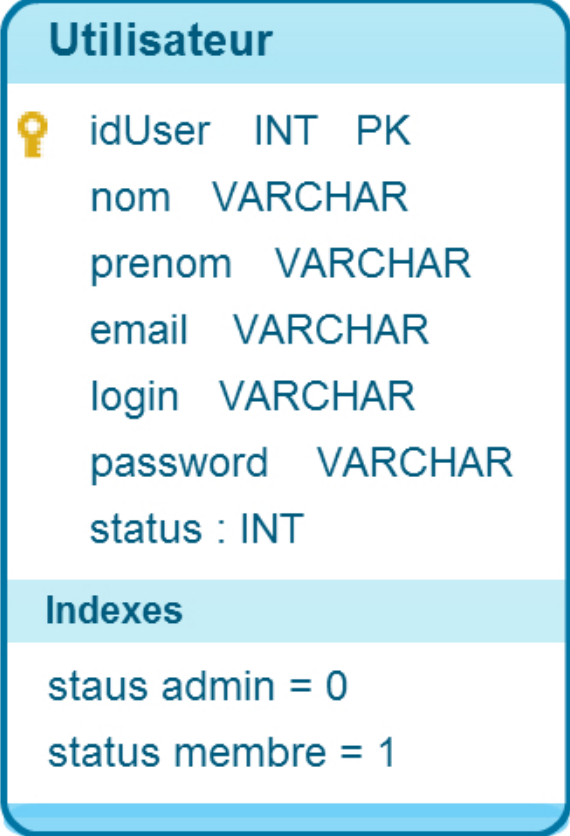 Utilisateur
idUser INT PK
nom VARCHAR
prenom VARCHAR
email VARCHAR
login VARCHAR
password VARCHAR
status : INT
Indexes
staus admin = 0
status membre = 1